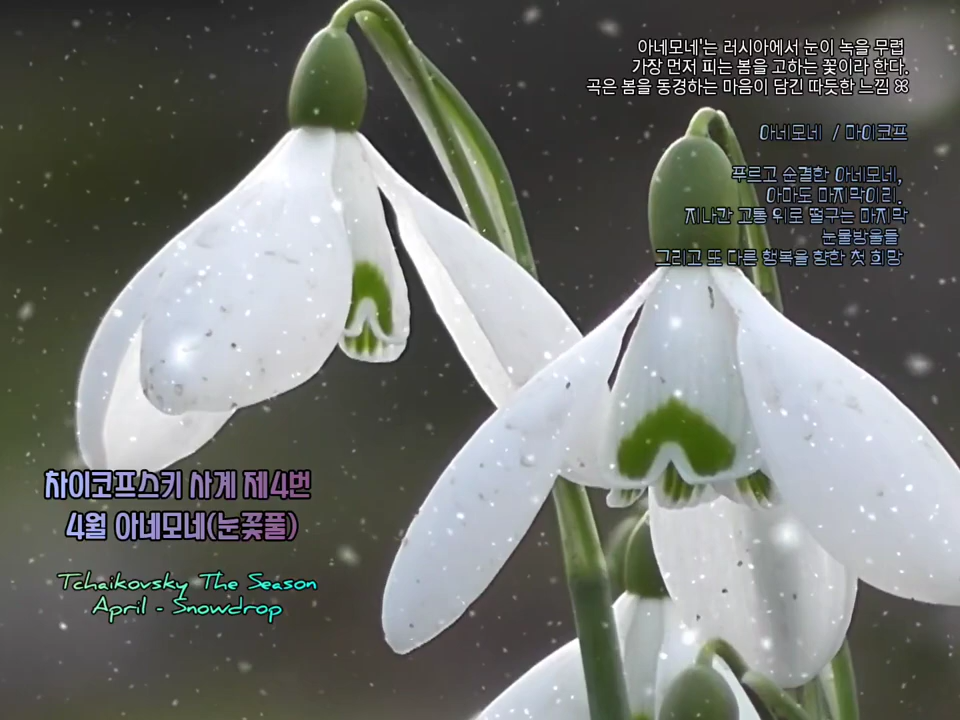 아네모네'는 러시아에서 눈이 녹을 무렵
가장 먼저 피는 봄을 고하는 꽃이라 한다.
곡은 봄을 동경하는 마음이 담긴 따듯한 느낌 ꕤ
아네모네 / 마이코프
푸르고 순결한 아네모네,
아마도 마지막이리.
지나간 고통 위로 떨구는 마지막
눈물방울들
그리고 또 다른 행복을 향한 첫 희망
차이코프스키 사계 제4번
4월 아네모네(눈꽃풀)
Tchaikovsky The Season
April - Snowdrop